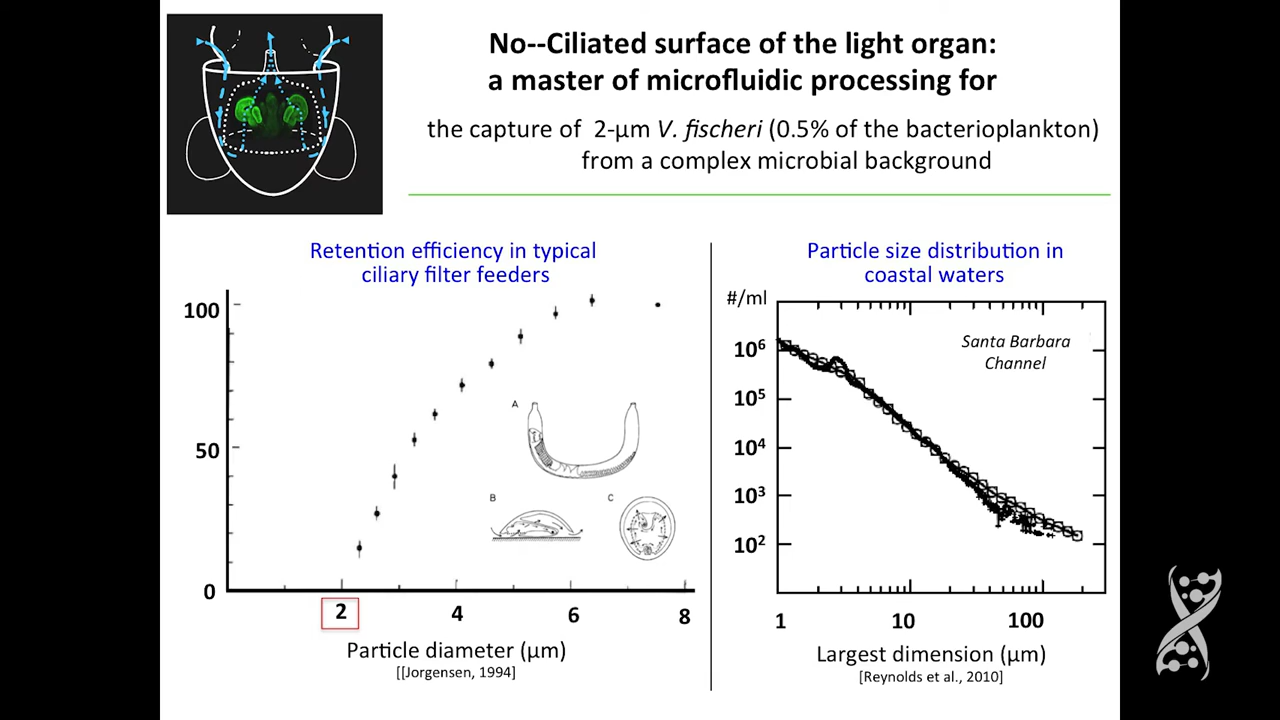 No--Ciliated surface of the light organ:
a master of microfluidic processing for
the capture of  2-µm V. fischeri (0.5% of the bacterioplankton)
from a complex microbial background
Retention efficiency in typical
ciliary filter feeders
100
50
0
2
4
6
8
A
B
C
Particle diameter (µm)
[[Jorgensen, 1994]
Particle size distribution in
coastal waters
#/ml
Santa Barbara
Channel
10⁶
10⁵
10⁴
10³
10²
1
10
100
Largest dimension (µm)
[Reynolds et al., 2010]